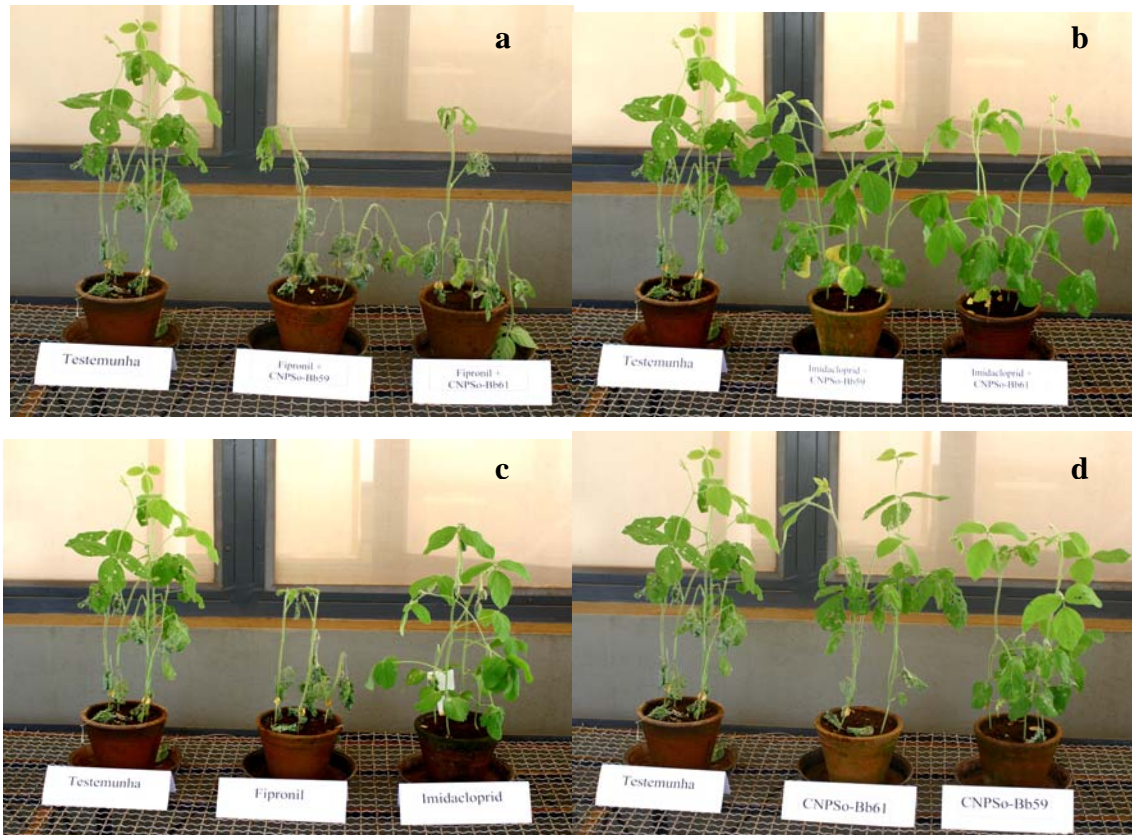 a
Testemunha
Fipronil +
CNPSo-Bb59
Fipronil +
CNPSo-Bb61
b
Testemunha
Imidacloprid +
CNPSo-Bb59
Imidacloprid +
CNPSo-Bb61
c
Testemunha
Fipronil
Imidacloprid
d
Testemunha
CNPSo-Bb61
CNPSo-Bb59